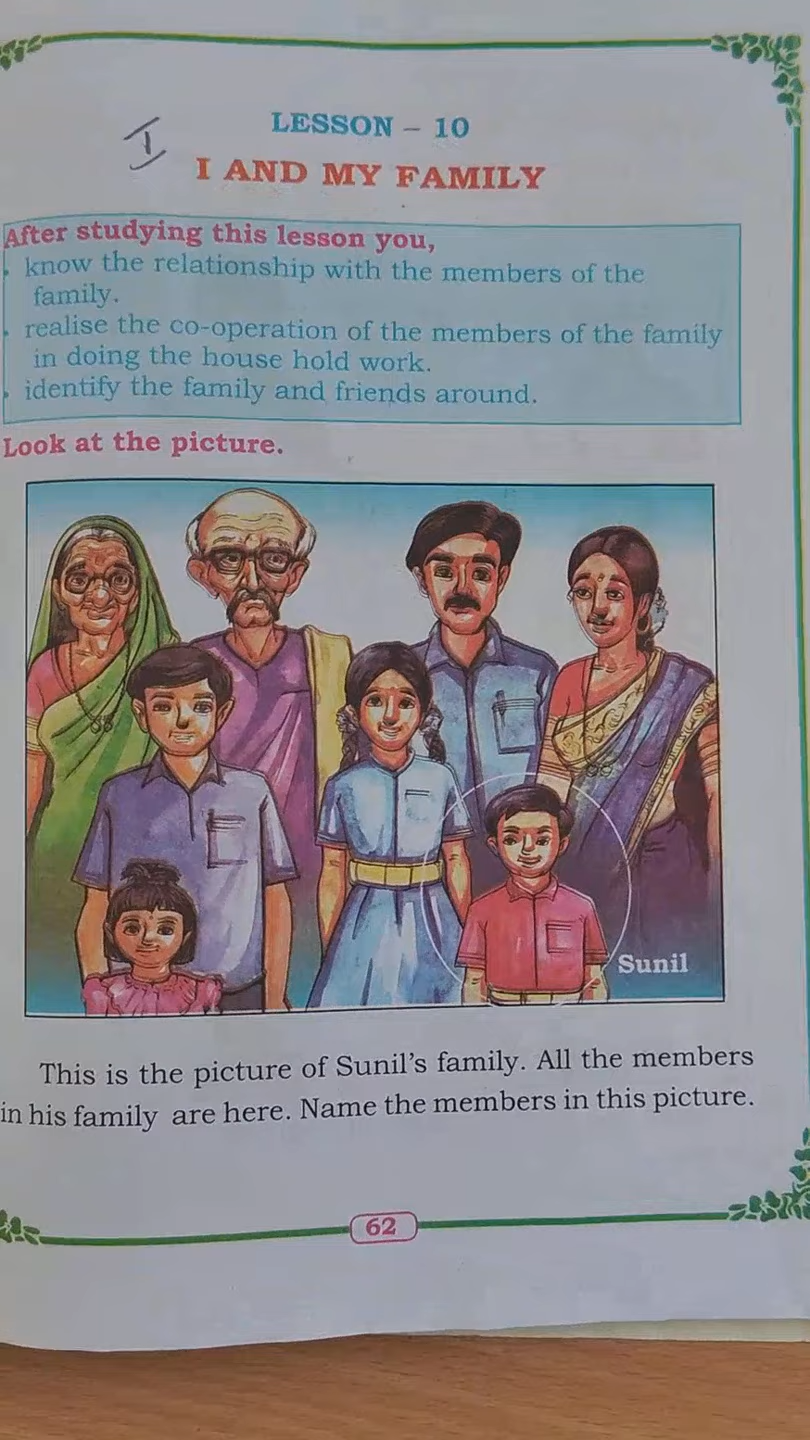 LESSON – 10
I
I AND MY FAMILY
After studying this lesson you,
know the relationship with the members of the
family.
realise the co-operation of the members of the family
in doing the house hold work.
identify the family and friends around.
Look at the picture.
Sunil
This is the picture of Sunil's family. All the members
in his family are here. Name the members in this picture.
62